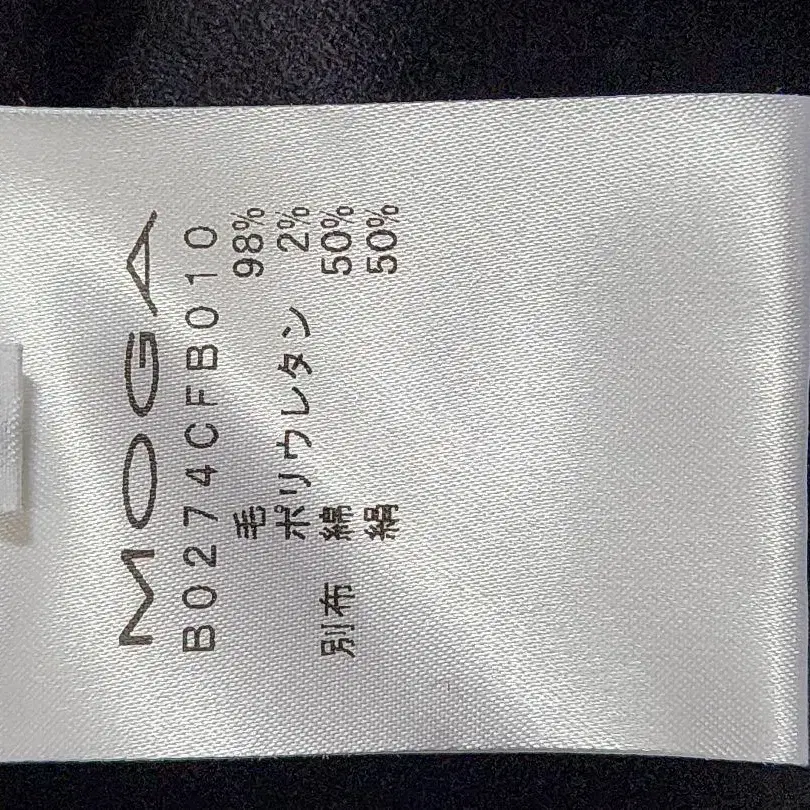 MOGA
B0274CFB010
毛 98%
ポリウレタン 2%
別布 綿 50%
絹 50%